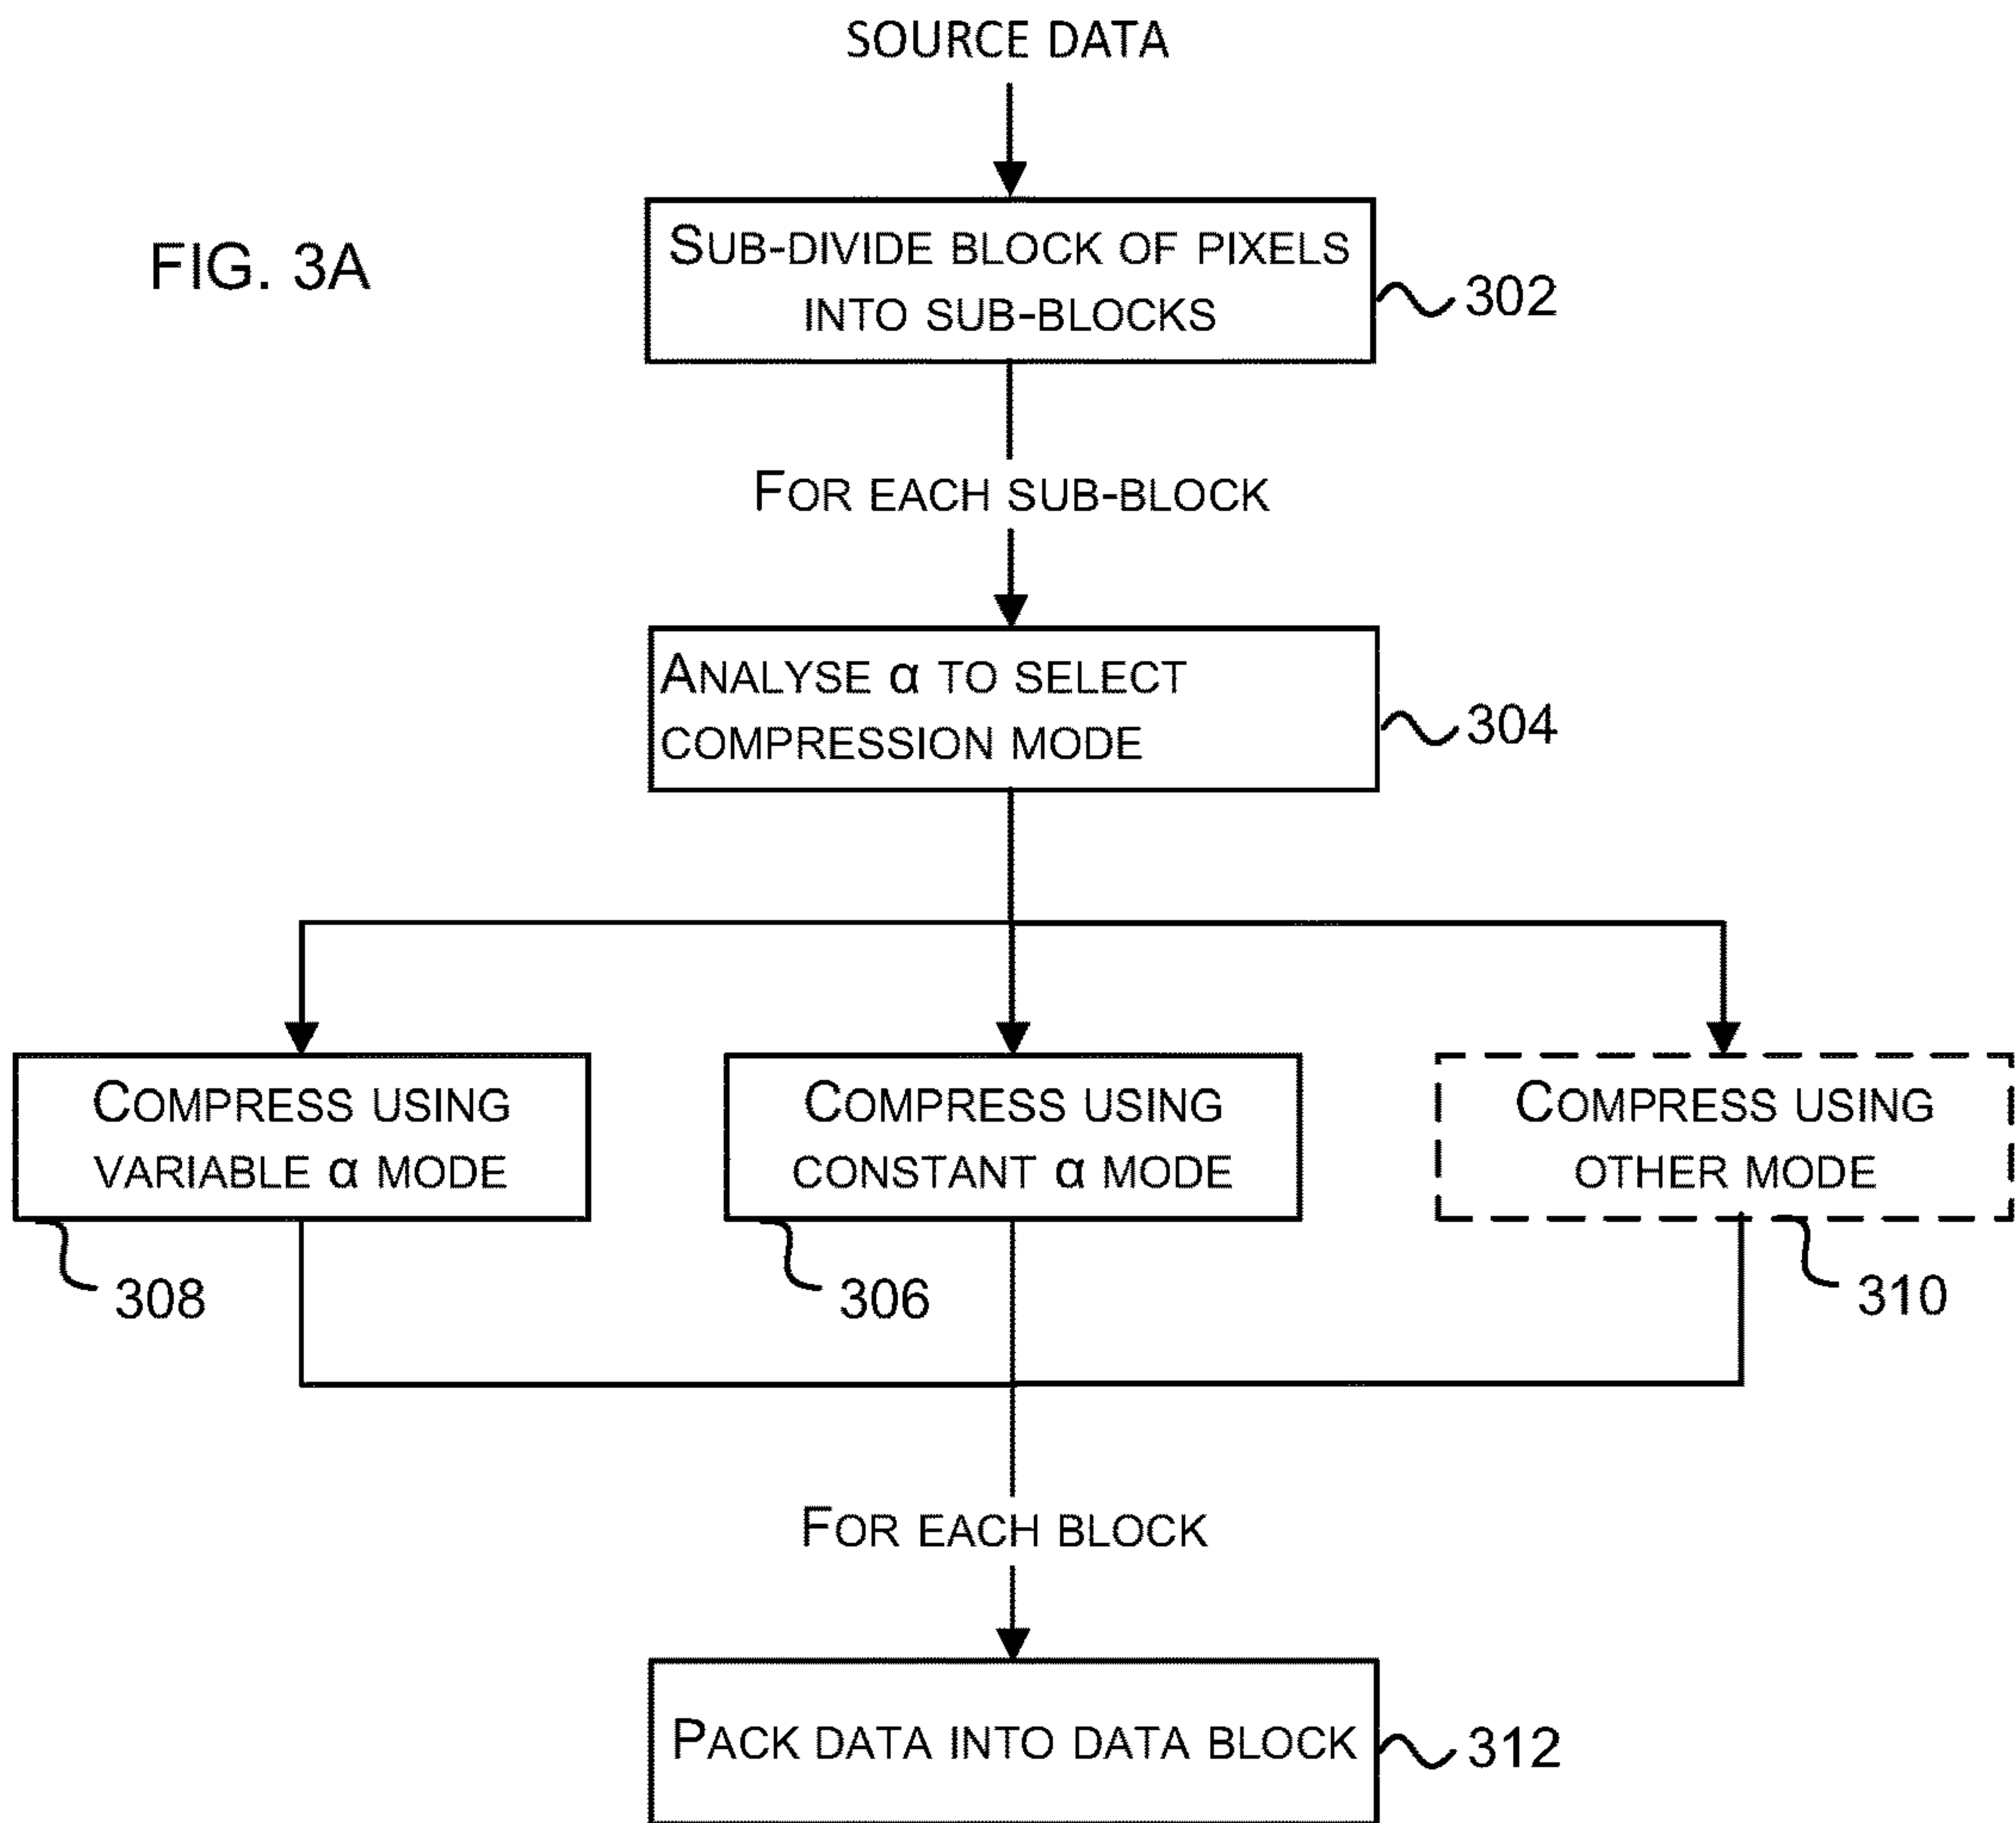 SOURCE DATA
FIG. 3A
SUB-DIVIDE BLOCK OF PIXELS
INTO SUB-BLOCKS
302
FOR EACH SUB-BLOCK
ANALYSE α TO SELECT
COMPRESSION MODE
304
COMPRESS USING
VARIABLE α MODE
308
COMPRESS USING
CONSTANT α MODE
306
COMPRESS USING
OTHER MODE
310
FOR EACH BLOCK
PACK DATA INTO DATA BLOCK
312